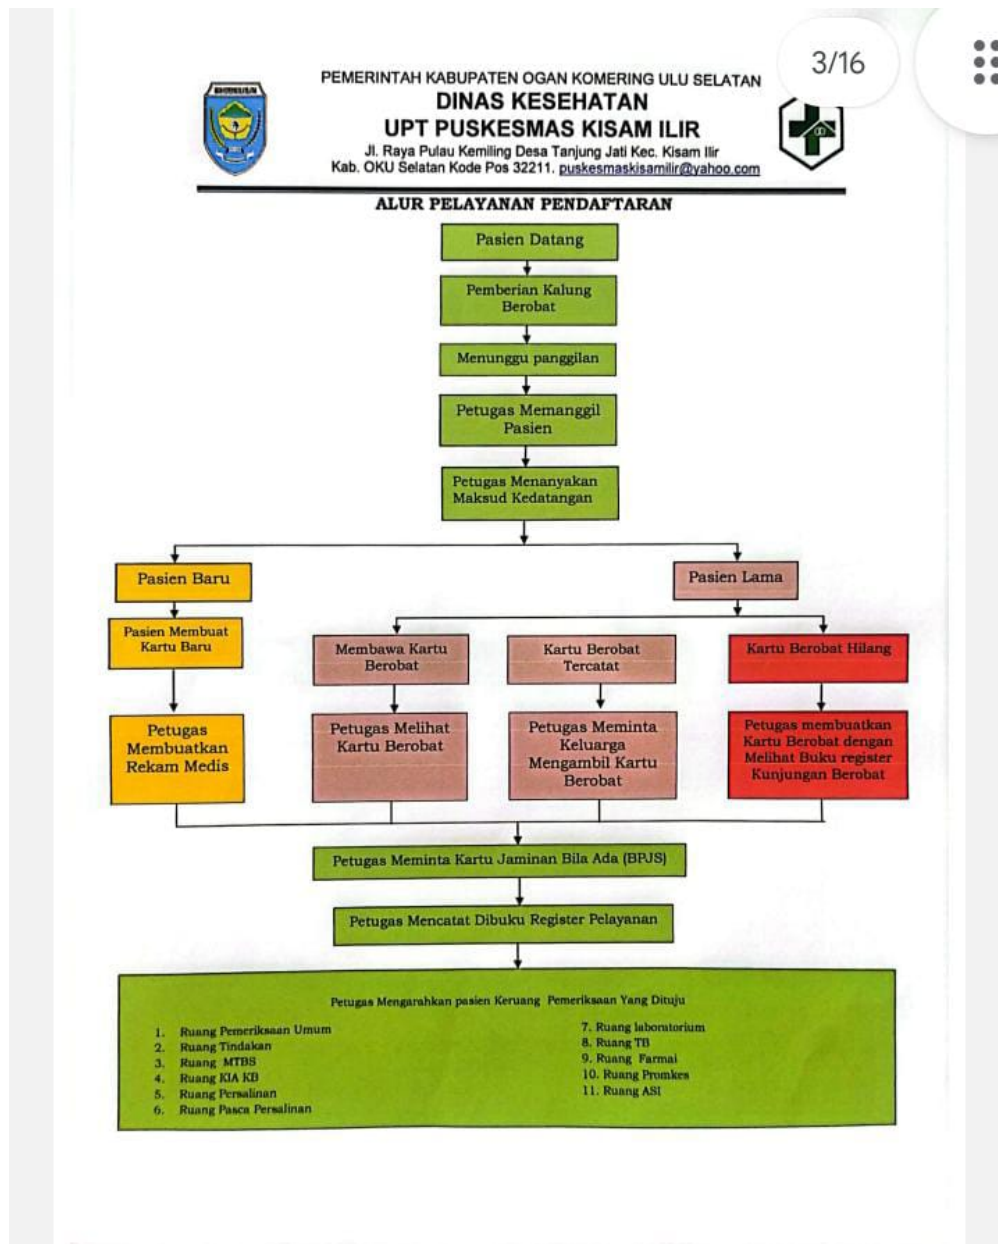 3/16
PEMERINTAH KABUPATEN OGAN KOMERING ULU SELATAN
DINAS KESEHATAN
UPT PUSKESMAS KISAM ILIR
Jl. Raya Pulau Kemiling Desa Tanjung Jati Kec. Kisam Ilir
Kab. OKU Selatan Kode Pos 32211. puskesmaskisamilir@yahoo.com
ALUR PELAYANAN PENDAFTARAN
Pasien Datang
Pemberian Kalung
Berobat
Menunggu panggilan
Petugas Memanggil
Pasien
Petugas Menanyakan
Maksud Kedatangan
Pasien Baru
Pasien Lama
Pasien Membuat
Kartu Baru
Membawa Kartu
Berobat
Kartu Berobat
Tercatat
Kartu Berobat Hilang
Petugas
Membuatkan
Rekam Medis
Petugas Melihat
Kartu Berobat
Petugas Meminta
Keluarga
Mengambil Kartu
Berobat
Petugas membuatkan
Kartu Berobat dengan
Melihat Buku register
Kunjungan Berobat
Petugas Meminta Kartu Jaminan Bila Ada (BPJS)
Petugas Mencatat Dibuku Register Pelayanan
Petugas Mengarahkan pasien Keruang Pemeriksaan Yang Dituju
1. Ruang Pemeriksaan Umum
2. Ruang Tindakan
3. Ruang MTBS
4. Ruang KIA KB
5. Ruang Persalinan
6. Ruang Pasca Persalinan
7. Ruang laboratorium
8. Ruang TB
9. Ruang Farmai
10. Ruang Promkes
11. Ruang ASI